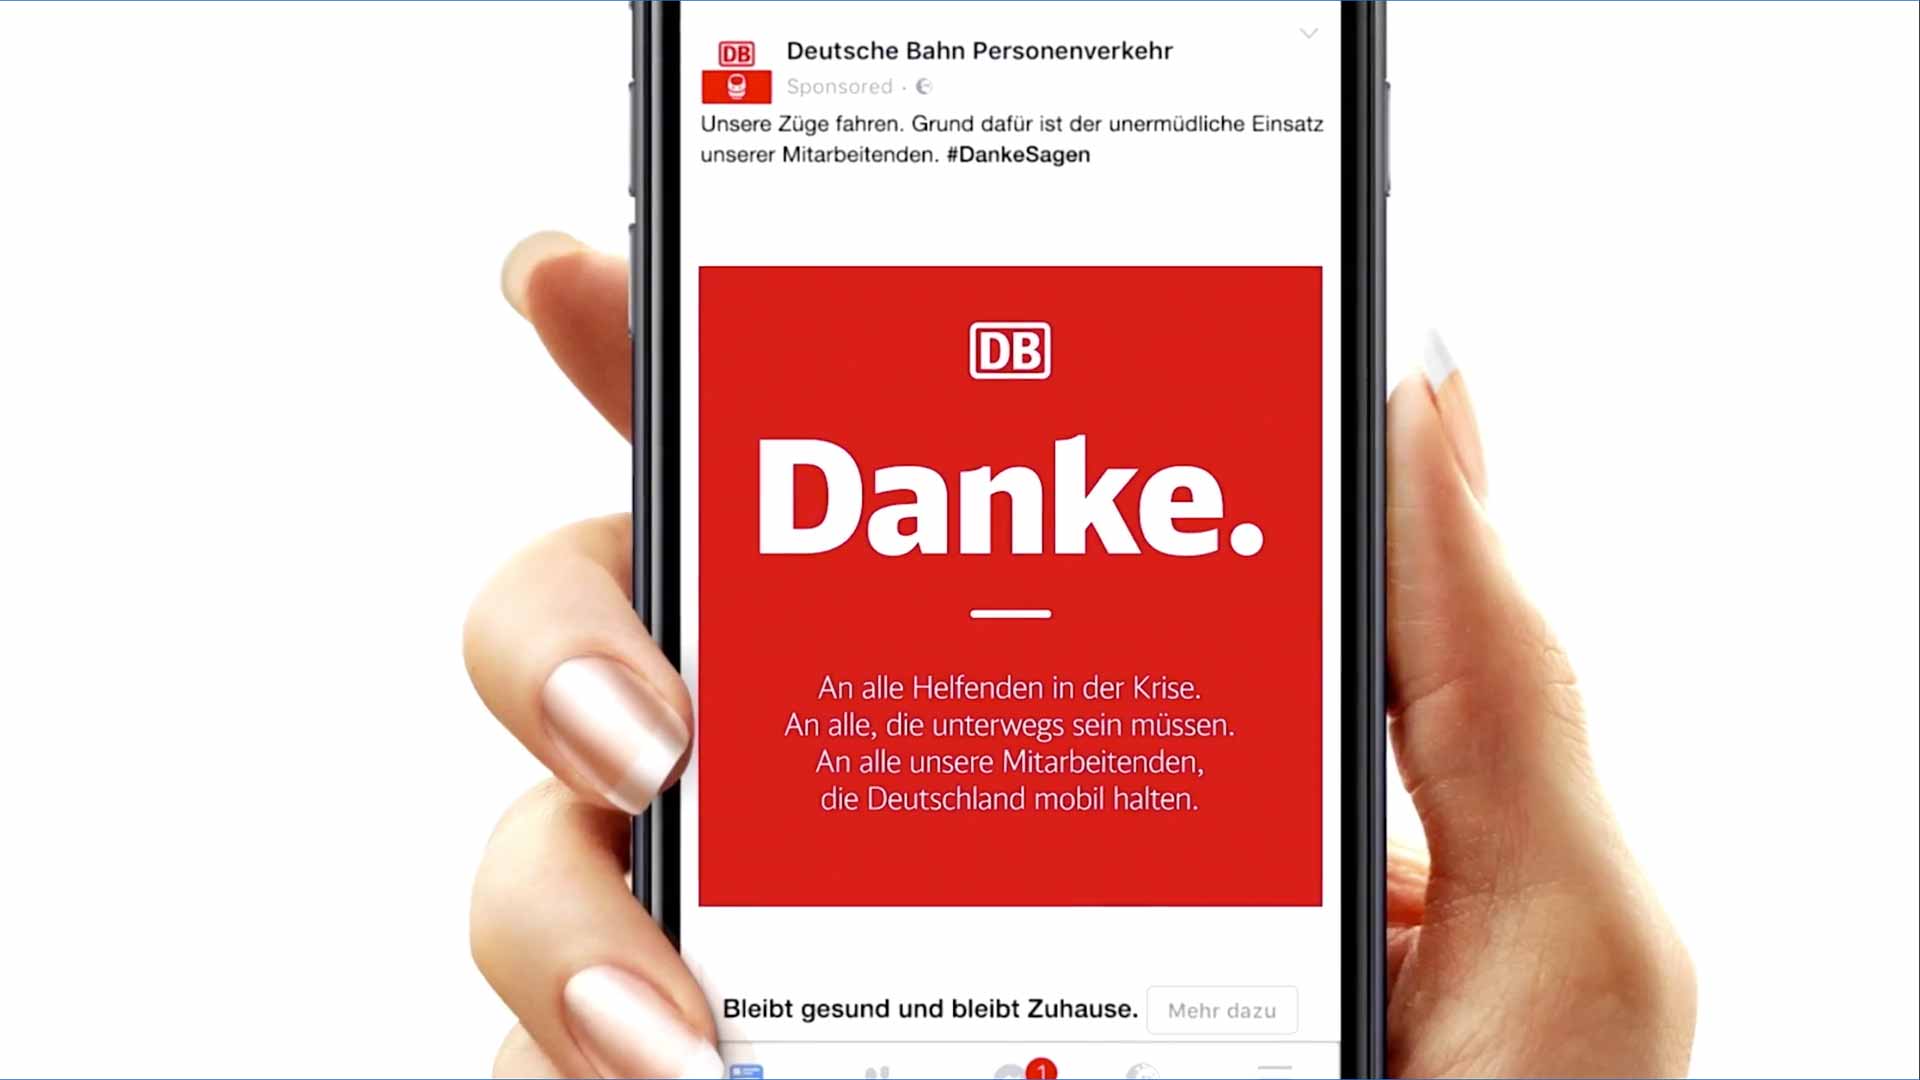 DB
Deutsche Bahn Personenverkehr
Sponsored ·
Unsere Züge fahren. Grund dafür ist der unermüdliche Einsatz
unserer Mitarbeitenden. #DankeSagen
DB
Danke.
An alle Helfenden in der Krise.
An alle, die unterwegs sein müssen.
An alle unsere Mitarbeitenden,
die Deutschland mobil halten.
Bleibt gesund und bleibt Zuhause.
Mehr dazu
1